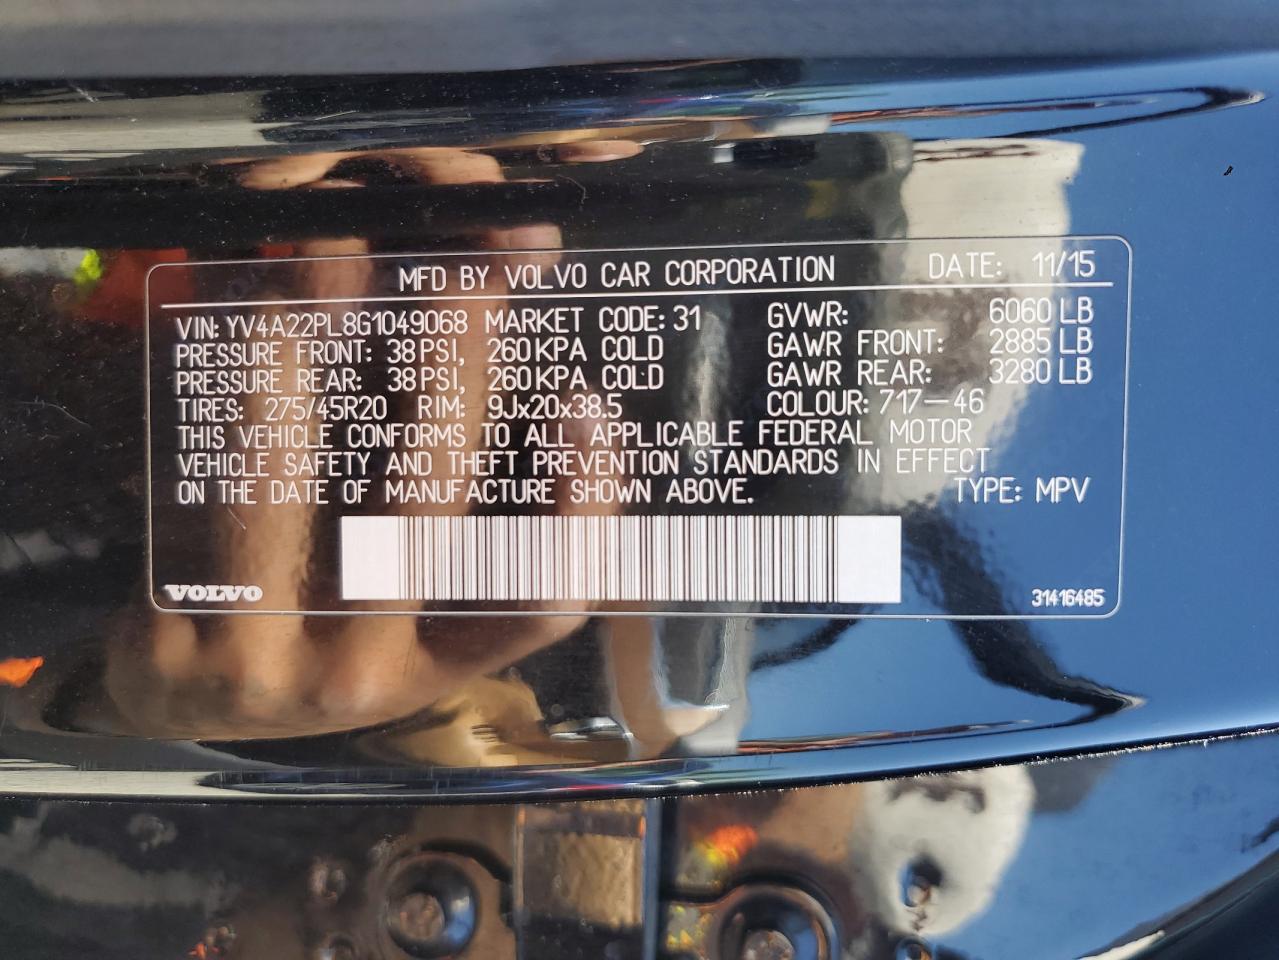 MFD BY VOLVO CAR CORPORATION DATE: 11/15
VIN: YV4A22PL8G1049068 MARKET CODE: 31 GVWR: 6060 LB
PRESSURE FRONT: 38 PSI, 260 KPA COLD GAWR FRONT: 2885 LB
PRESSURE REAR: 38 PSI, 260 KPA COLD GAWR REAR: 3280 LB
TIRES: 275/45R20 RIM: 9Jx20x38.5 COLOUR: 717-46
THIS VEHICLE CONFORMS TO ALL APPLICABLE FEDERAL MOTOR
VEHICLE SAFETY AND THEFT PREVENTION STANDARDS IN EFFECT
ON THE DATE OF MANUFACTURE SHOWN ABOVE. TYPE: MPV
VOLVO 31416485